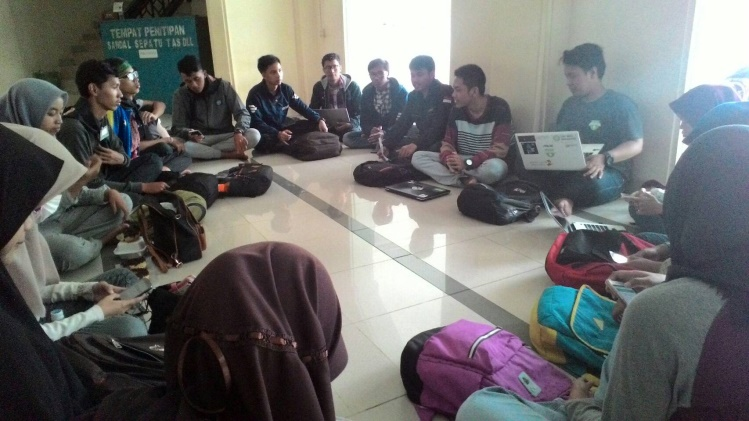 TEMPAT PENITIPAN
SANDAL SEPATU TAS DLL